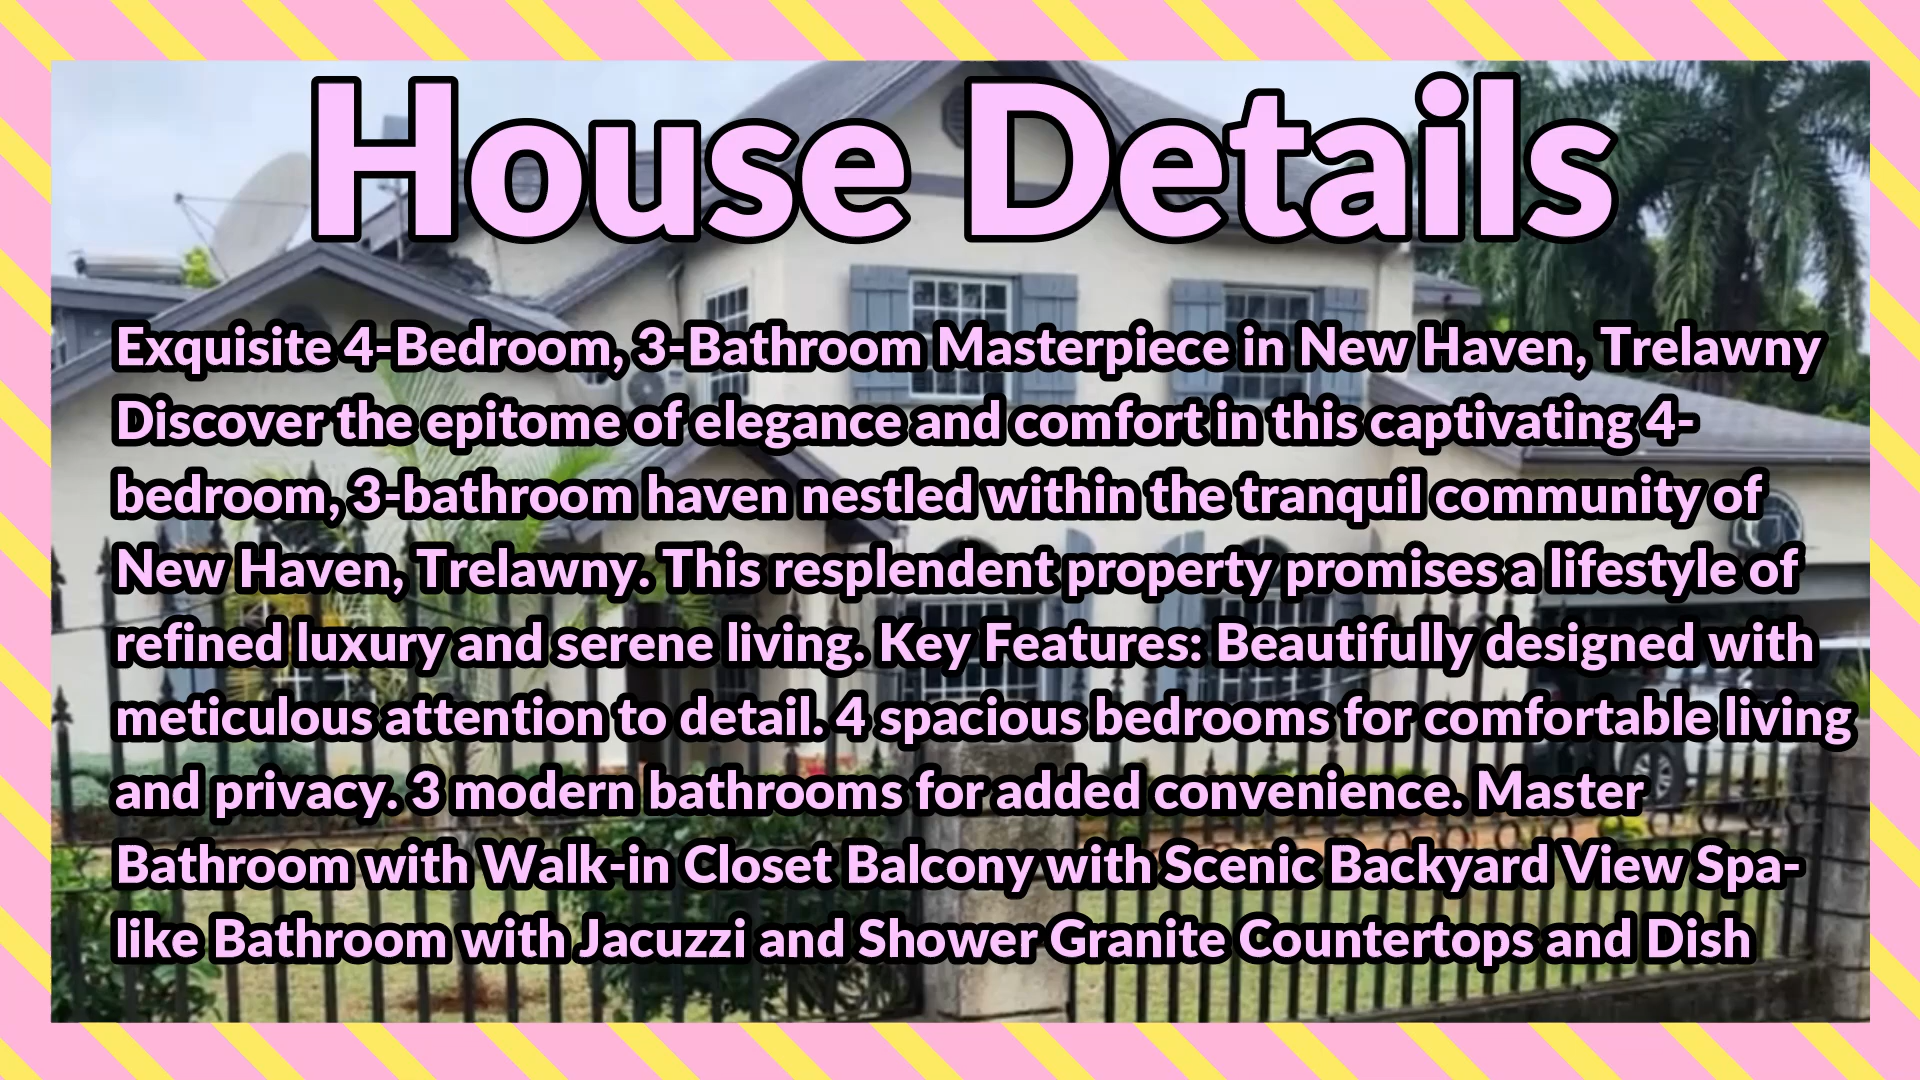 House Details
Exquisite 4-Bedroom, 3-Bathroom Masterpiece in New Haven, Trelawny
Discover the epitome of elegance and comfort in this captivating 4-
bedroom, 3-bathroom haven nestled within the tranquil community of
New Haven, Trelawny. This resplendent property promises a lifestyle of
refined luxury and serene living. Key Features: Beautifully designed with
meticulous attention to detail. 4 spacious bedrooms for comfortable living
and privacy. 3 modern bathrooms for added convenience. Master
Bathroom with Walk-in Closet Balcony with Scenic Backyard View Spa-
like Bathroom with Jacuzzi and Shower Granite Countertops and Dish